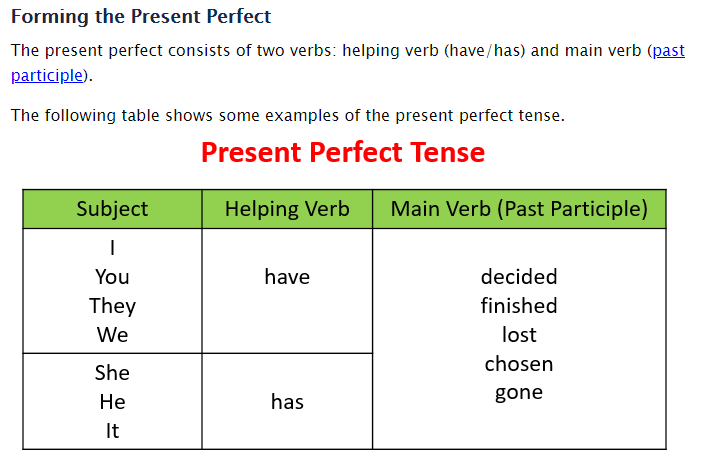 Forming the Present Perfect
The present perfect consists of two verbs: helping verb (have/has) and main verb (past
participle).
The following table shows some examples of the present perfect tense.
Present Perfect Tense
Subject Helping Verb Main Verb (Past Participle)
I
You have decided
They finished
We lost
chosen
She
gone
He has
It